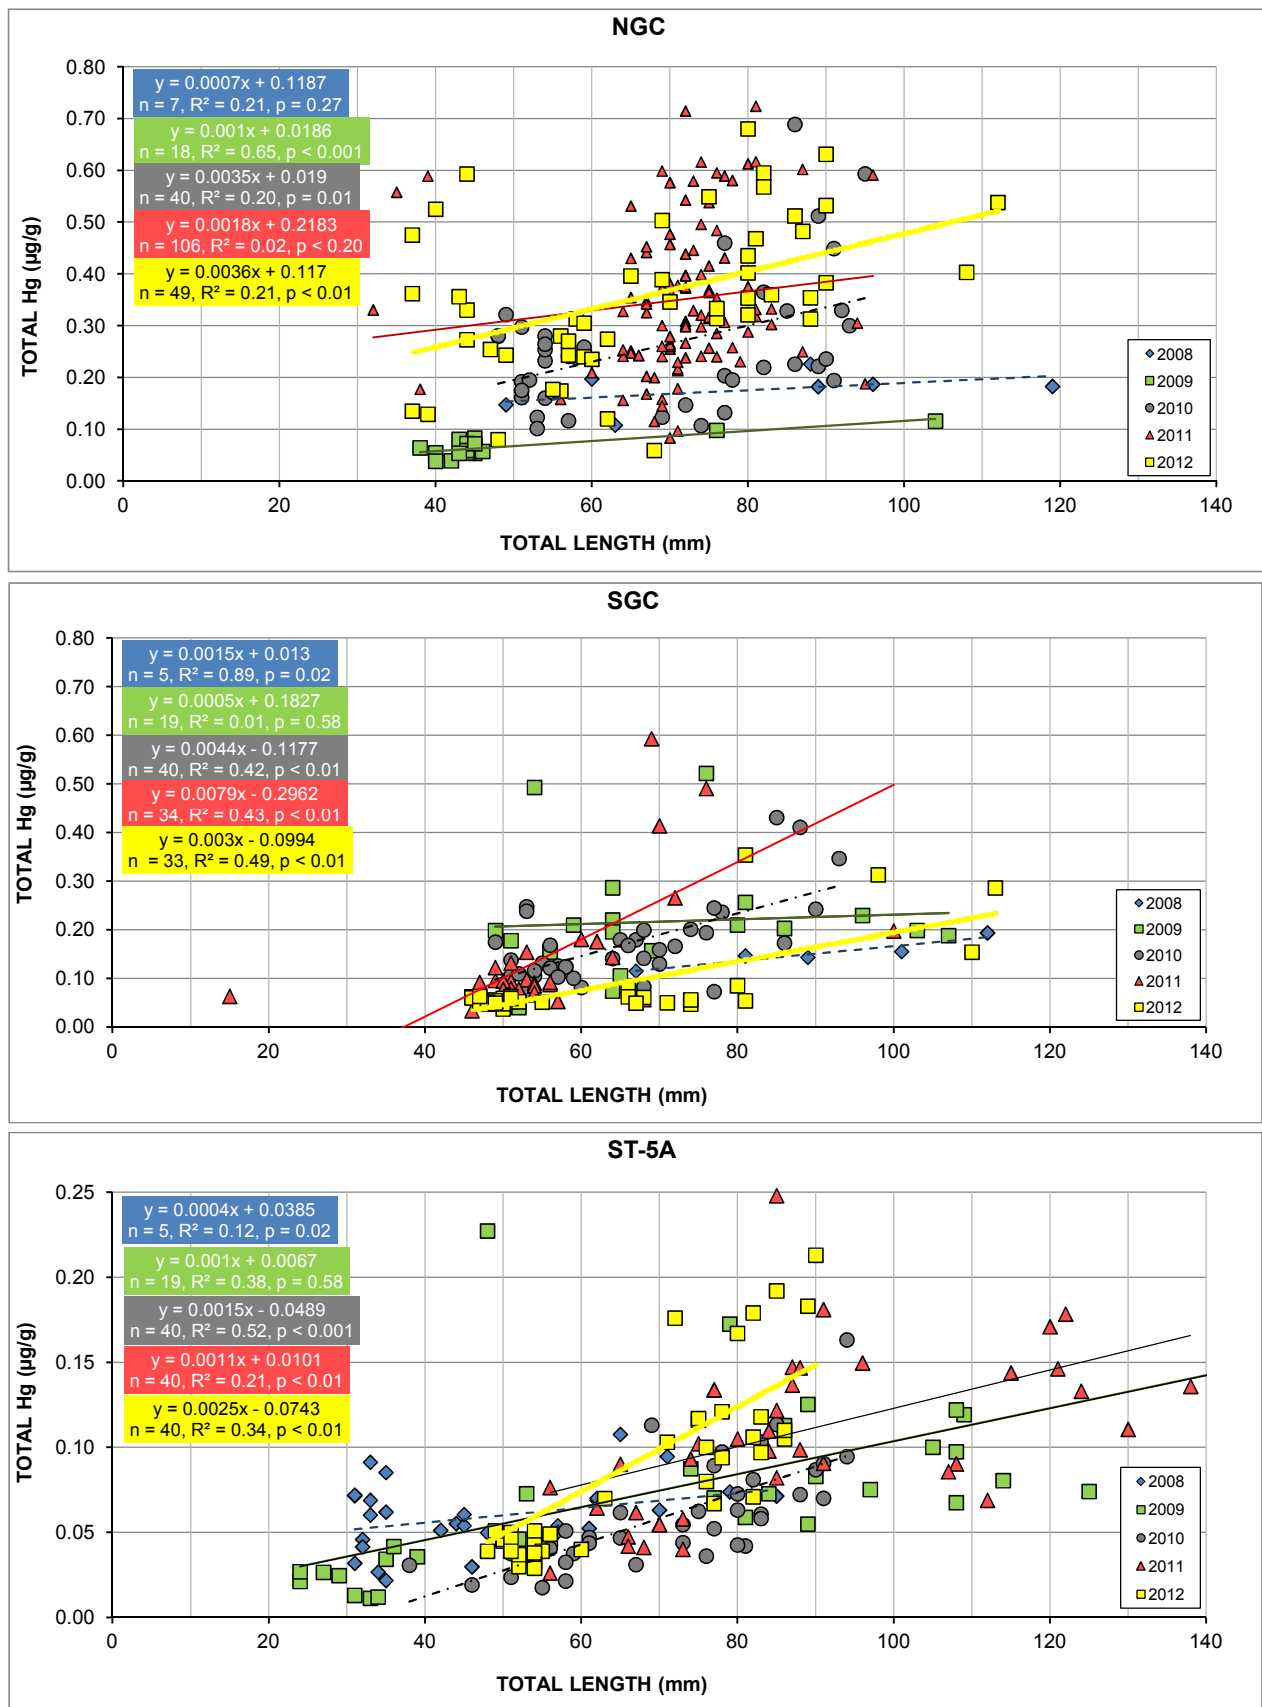 NGC
TOTAL Hg (µg/g)
0.80
0.70
0.60
0.50
0.40
0.30
0.20
0.10
0.00
y = 0.0007x + 0.1187
n = 7, R² = 0.21, p = 0.27
y = 0.001x + 0.0186
n = 18, R² = 0.65, p < 0.001
y = 0.0035x + 0.019
n = 40, R² = 0.20, p = 0.01
y = 0.0018x + 0.2183
n = 106, R² = 0.02, p < 0.20
y = 0.0036x + 0.117
n = 49, R² = 0.21, p < 0.01
2008
2009
2010
2011
2012
0 20 40 60 80 100 120 140
TOTAL LENGTH (mm)
SGC
TOTAL Hg (µg/g)
0.80
0.70
0.60
0.50
0.40
0.30
0.20
0.10
0.00
y = 0.0015x + 0.013
n = 5, R² = 0.89, p = 0.02
y = 0.0005x + 0.1827
n = 19, R² = 0.01, p = 0.58
y = 0.0044x - 0.1177
n = 40, R² = 0.42, p < 0.01
y = 0.0079x - 0.2962
n = 34, R² = 0.43, p < 0.01
y = 0.003x - 0.0994
n = 33, R² = 0.49, p < 0.01
2008
2009
2010
2011
2012
0 20 40 60 80 100 120 140
TOTAL LENGTH (mm)
ST-5A
TOTAL Hg (µg/g)
0.25
0.20
0.15
0.10
0.05
0.00
y = 0.0004x + 0.0385
n = 5, R² = 0.12, p = 0.02
y = 0.001x + 0.0067
n = 19, R² = 0.38, p = 0.58
y = 0.0015x - 0.0489
n = 40, R² = 0.52, p < 0.001
y = 0.0011x + 0.0101
n = 40, R² = 0.21, p < 0.01
y = 0.0025x - 0.0743
n = 40, R² = 0.34, p < 0.01
2008
2009
2010
2011
2012
0 20 40 60 80 100 120 140
TOTAL LENGTH (mm)